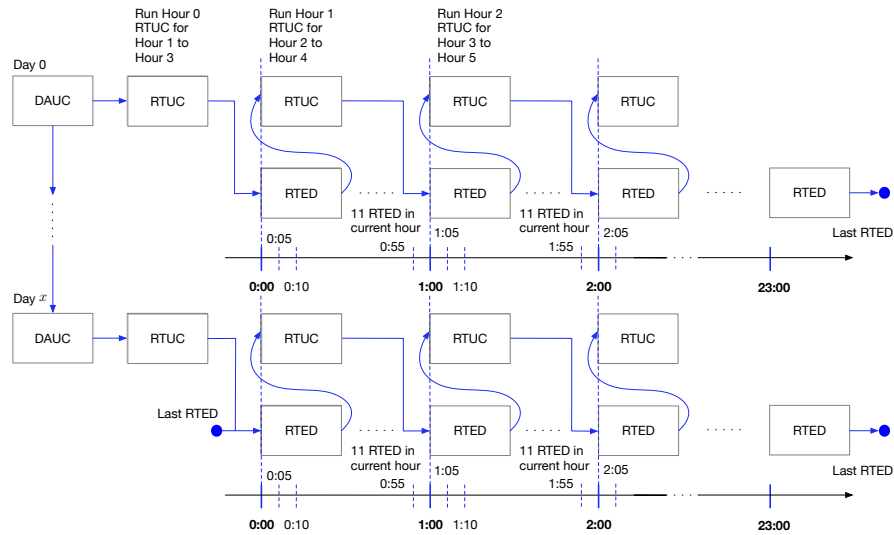 Run Hour 0
RTUC for
Hour 1 to
Hour 3
Run Hour 1
RTUC for
Hour 2 to
Hour 4
Run Hour 2
RTUC for
Hour 3 to
Hour 5
Day 0
DAUC
RTUC
RTUC
RTUC
RTUC
RTED
RTED
RTED
RTED
11 RTED in
current hour
11 RTED in
current hour
Last RTED
0:05
0:55
1:05
1:55
2:05
0:00
0:10
1:00
1:10
2:00
23:00
Day x
DAUC
RTUC
RTUC
RTUC
RTUC
Last RTED
RTED
RTED
RTED
RTED
11 RTED in
current hour
11 RTED in
current hour
Last RTED
0:05
0:55
1:05
1:55
2:05
0:00
0:10
1:00
1:10
2:00
23:00